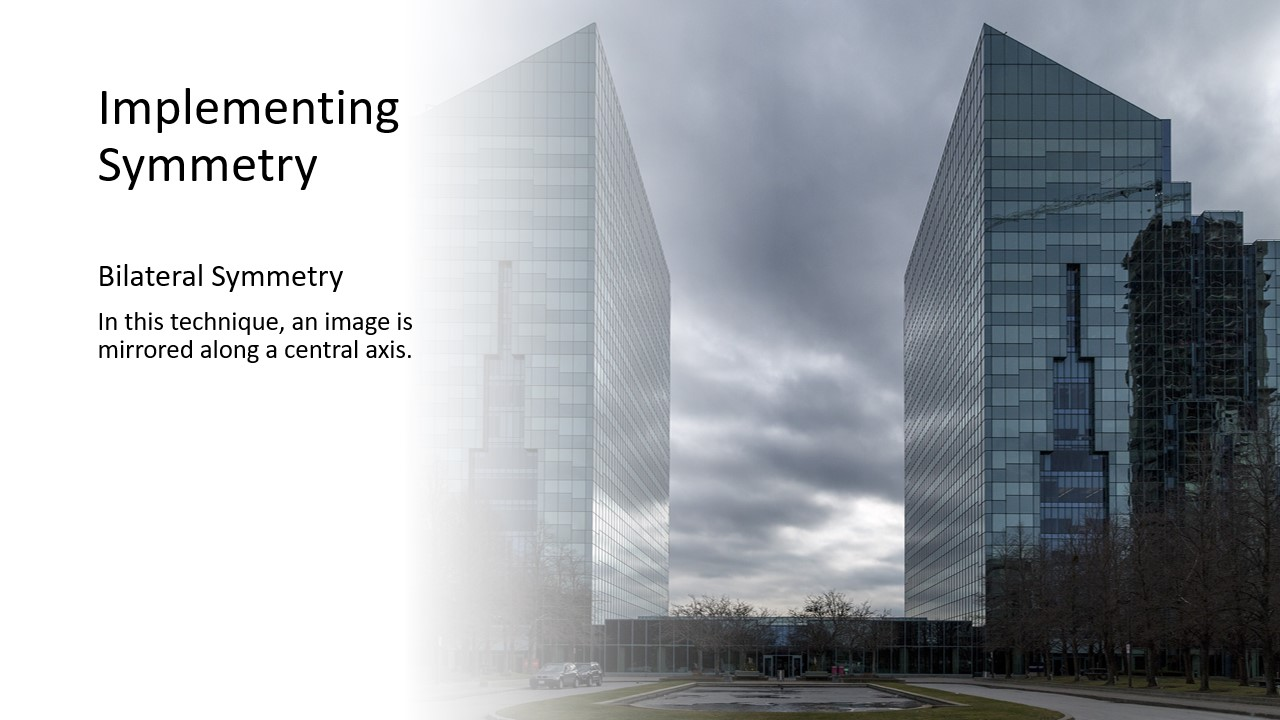 Implementing
Symmetry
Bilateral Symmetry
In this technique, an image is
mirrored along a central axis.